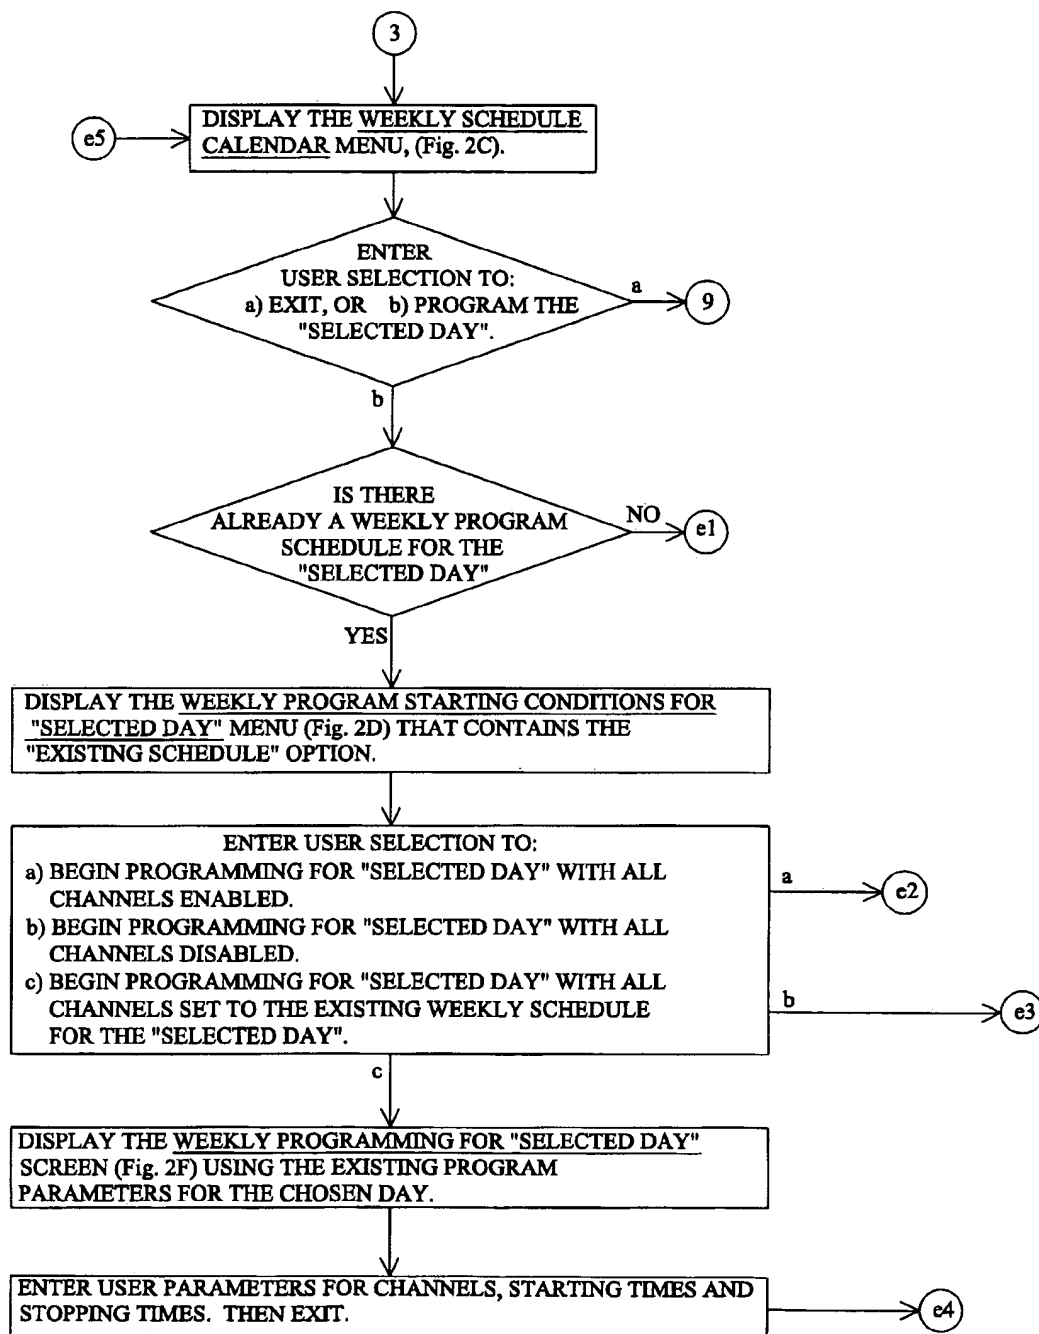 3
e5
DISPLAY THE WEEKLY SCHEDULE
CALENDAR MENU, (Fig. 2C).
ENTER
USER SELECTION TO:
a) EXIT, OR b) PROGRAM THE
"SELECTED DAY".
a
9
b
IS THERE
ALREADY A WEEKLY PROGRAM
SCHEDULE FOR THE
"SELECTED DAY"
NO
e1
YES
DISPLAY THE WEEKLY PROGRAM STARTING CONDITIONS FOR
"SELECTED DAY" MENU (Fig. 2D) THAT CONTAINS THE
"EXISTING SCHEDULE" OPTION.
ENTER USER SELECTION TO:
a) BEGIN PROGRAMMING FOR "SELECTED DAY" WITH ALL
CHANNELS ENABLED.
b) BEGIN PROGRAMMING FOR "SELECTED DAY" WITH ALL
CHANNELS DISABLED.
c) BEGIN PROGRAMMING FOR "SELECTED DAY" WITH ALL
CHANNELS SET TO THE EXISTING WEEKLY SCHEDULE
FOR THE "SELECTED DAY".
a
e2
b
e3
c
DISPLAY THE WEEKLY PROGRAMMING FOR "SELECTED DAY"
SCREEN (Fig. 2F) USING THE EXISTING PROGRAM
PARAMETERS FOR THE CHOSEN DAY.
ENTER USER PARAMETERS FOR CHANNELS, STARTING TIMES AND
STOPPING TIMES. THEN EXIT.
e4